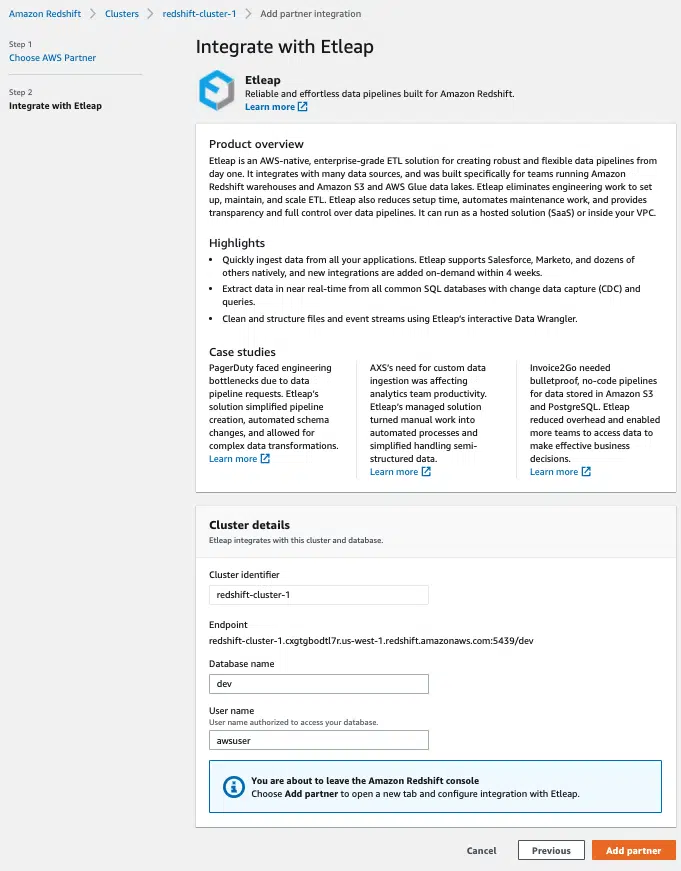 Amazon Redshift > Clusters > redshift-cluster-1 > Add partner integration
Step 1
Choose AWS Partner
Step 2
Integrate with Etleap
Integrate with Etleap
Etleap
Reliable and effortless data pipelines built for Amazon Redshift.
Learn more
Product overview
Etleap is an AWS-native, enterprise-grade ETL solution for creating robust and flexible data pipelines from
day one. It integrates with many data sources, and was built specifically for teams running Amazon
Redshift warehouses and Amazon S3 and AWS Glue data lakes. Etleap eliminates engineering work to set
up, maintain, and scale ETL. Etleap also reduces setup time, automates maintenance work, and provides
transparency and full control over data pipelines. It can run as a hosted solution (SaaS) or inside your VPC.
Highlights
• Quickly ingest data from all your applications. Etleap supports Salesforce, Marketo, and dozens of
others natively, and new integrations are added on-demand within 4 weeks.
• Extract data in near real-time from all common SQL databases with change data capture (CDC) and
queries.
• Clean and structure files and event streams using Etleap's interactive Data Wrangler.
Case studies
PagerDuty faced engineering
bottlenecks due to data
pipeline requests. Etleap's
solution simplified pipeline
creation, automated schema
changes, and allowed for
complex data transformations.
Learn more
AXS's need for custom data
ingestion was affecting
analytics team productivity.
Etleap's managed solution
turned manual work into
automated processes and
simplified handling semi-
structured data.
Learn more
Invoice2Go needed
bulletproof, no-code pipelines
for data stored in Amazon S3
and PostgreSQL. Etleap
reduced overhead and enabled
more teams to access data to
make effective business
decisions.
Learn more
Cluster details
Etleap integrates with this cluster and database.
Cluster identifier
redshift-cluster-1
Endpoint
redshift-cluster-1.cxgtgbodtl7r.us-west-1.redshift.amazonaws.com:5439/dev
Database name
dev
User name
User name authorized to access your database.
awsuser
You are about to leave the Amazon Redshift console
Choose Add partner to open a new tab and configure integration with Etleap.
Cancel
Previous
Add partner